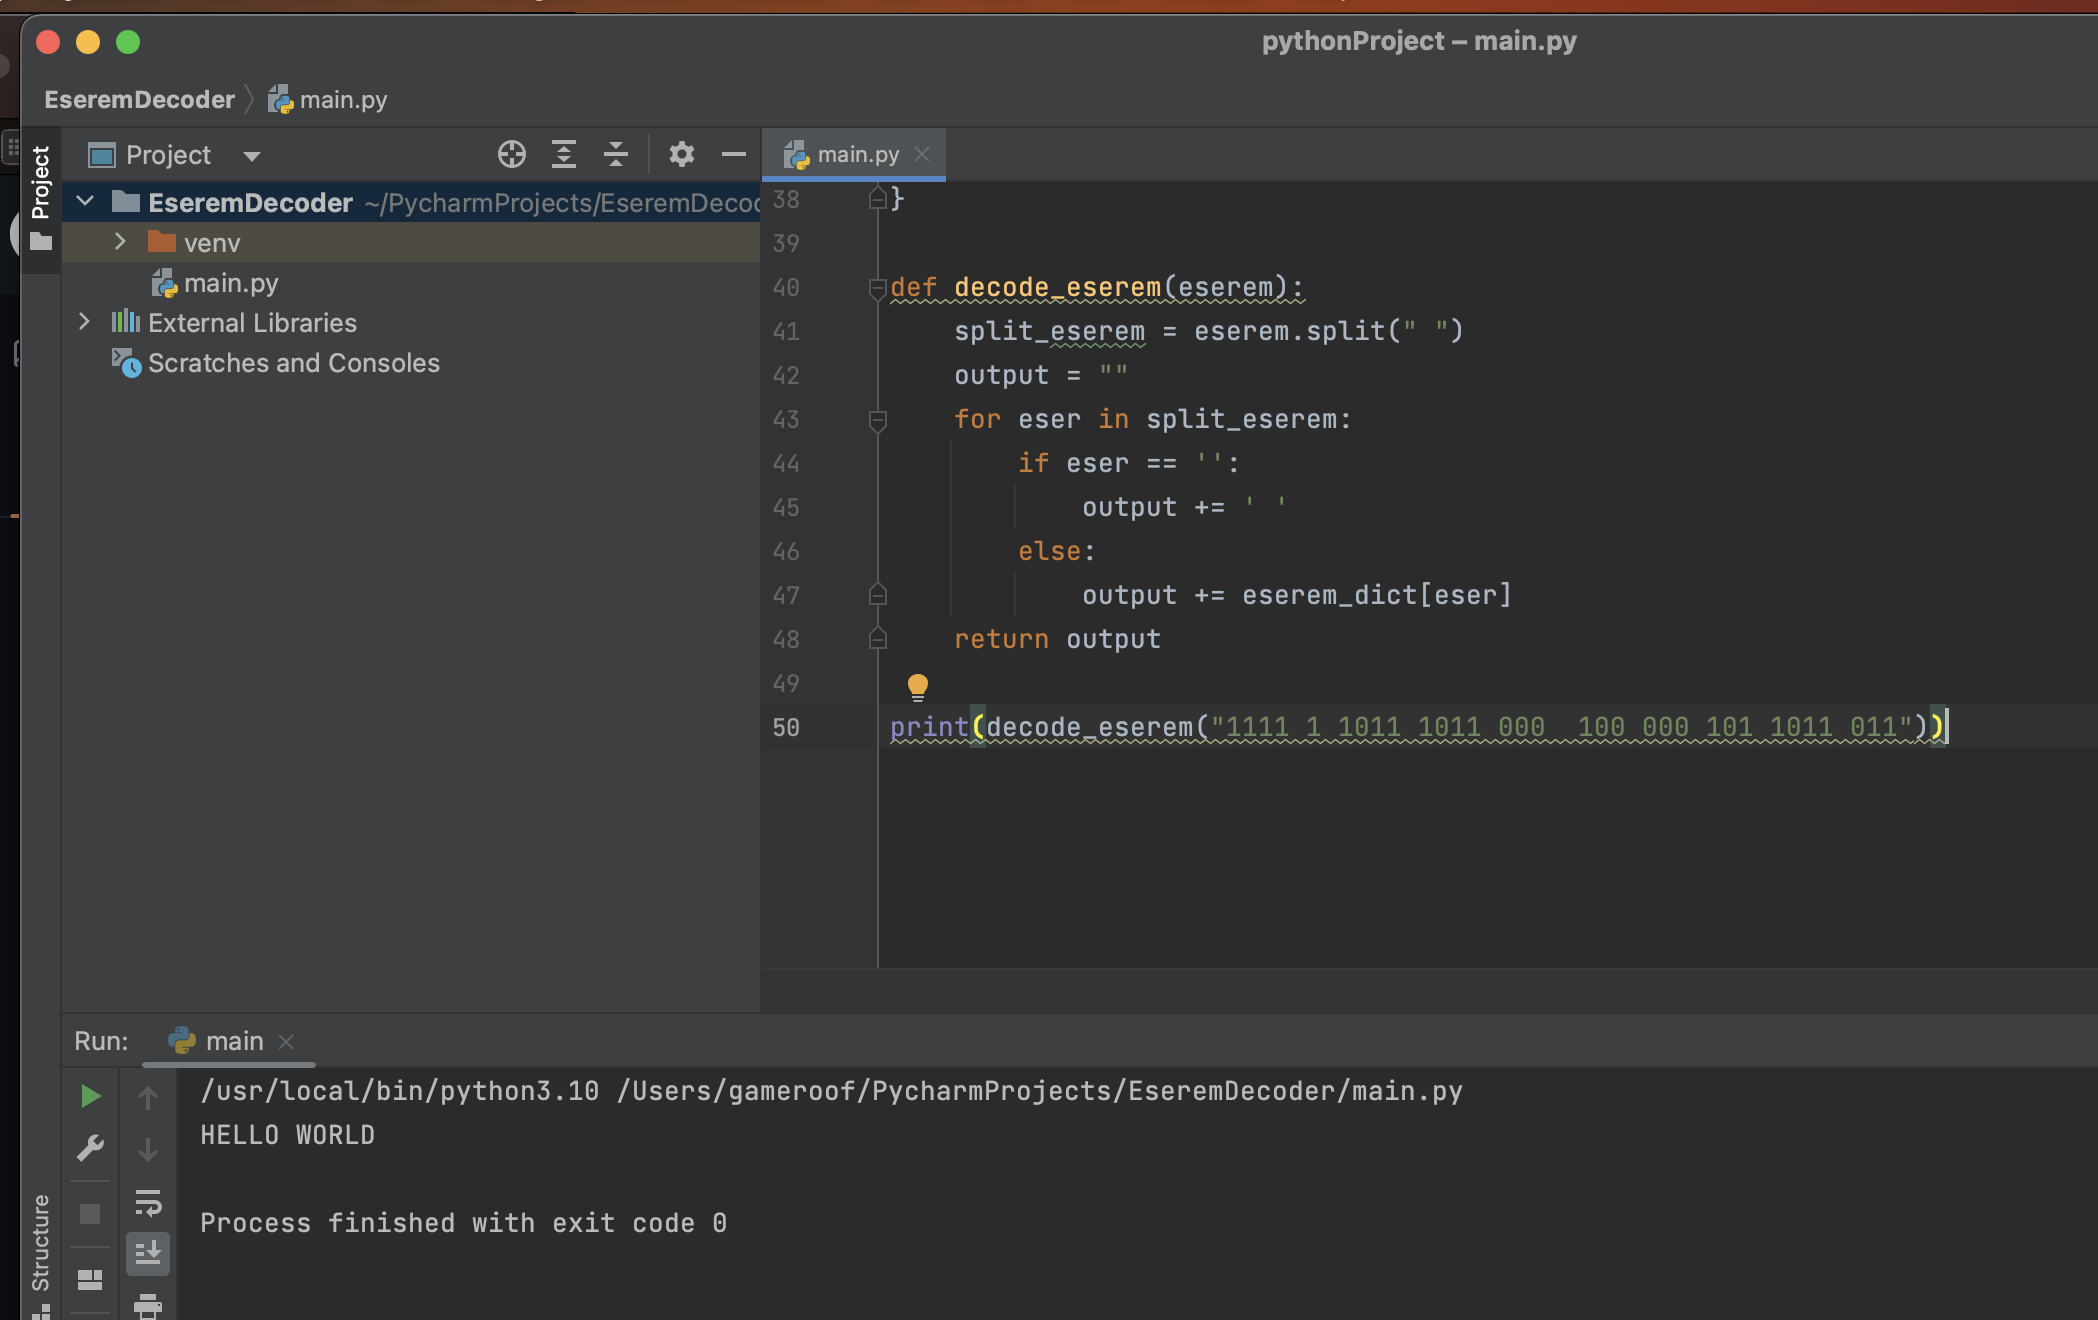 pythonProject – main.py
EseremDecoder
main.py
Project
Project
main.py
EseremDecoder ~/PycharmProjects/EseremDecod
venv
main.py
External Libraries
Scratches and Consoles
38 }
39
40 def decode_eserem(eserem):
41 split_eserem = eserem.split(" ")
42 output = ""
43 for eser in split_eserem:
44 if eser == '':
45 output += ' '
46 else:
47 output += eserem_dict[eser]
48 return output
49
50 print(decode_eserem("1111 1 1011 1011 000  100 000 101 1011 011"))
Run: main
/usr/local/bin/python3.10 /Users/gameroof/PycharmProjects/EseremDecoder/main.py
HELLO WORLD
Process finished with exit code 0
Structure